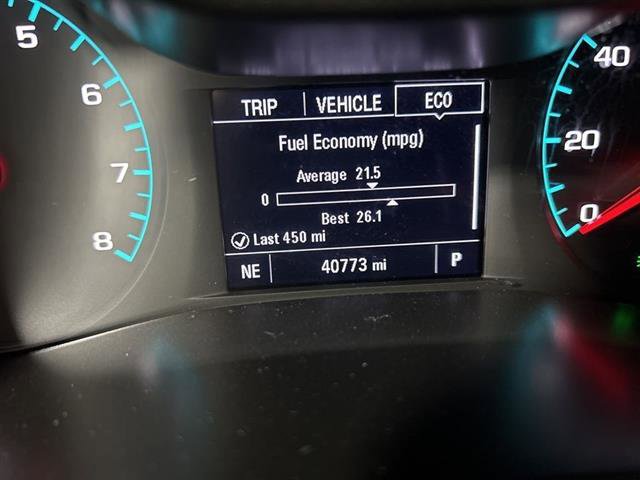 5
6
7
8
TRIP VEHICLE ECO
Fuel Economy (mpg)
Average 21.5
0
Best 26.1
Last 450 mi
NE 40773 mi P
40
20
0